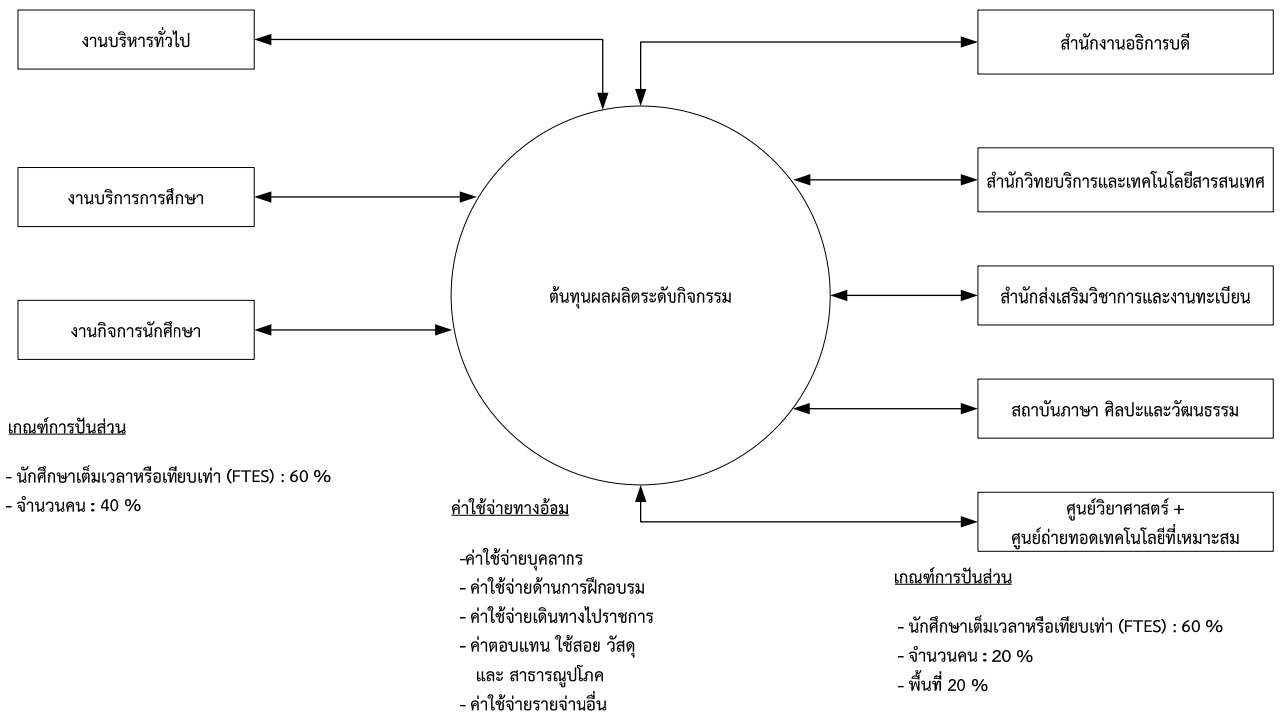 งานบริหารทั่วไป
สำนักงานอธิการบดี
งานบริการการศึกษา
สำนักวิทยบริการและเทคโนโลยีสารสนเทศ
ต้นทุนผลผลิตระดับกิจกรรม
สำนักส่งเสริมวิชาการและงานทะเบียน
งานกิจการนักศึกษา
สถาบันภาษา ศิลปะและวัฒนธรรม
เกณฑ์การปันส่วน
- นักศึกษาเต็มเวลาหรือเทียบเท่า (FTES) : 60 %
- จำนวนคน : 40 %
ค่าใช้จ่ายทางอ้อม
-ค่าใช้จ่ายบุคลากร
- ค่าใช้จ่ายด้านการฝึกอบรม
- ค่าใช้จ่ายเดินทางไปราชการ
- ค่าตอบแทน ใช้สอย วัสดุ
และ สาธารณูปโภค
- ค่าใช้จ่ายรายจ่านอื่น
ศูนย์วิยาศาสตร์ +
ศูนย์ถ่ายทอดเทคโนโลยีที่เหมาะสม
เกณฑ์การปันส่วน
- นักศึกษาเต็มเวลาหรือเทียบเท่า (FTES) : 60 %
- จำนวนคน : 20 %
- พื้นที่ 20 %